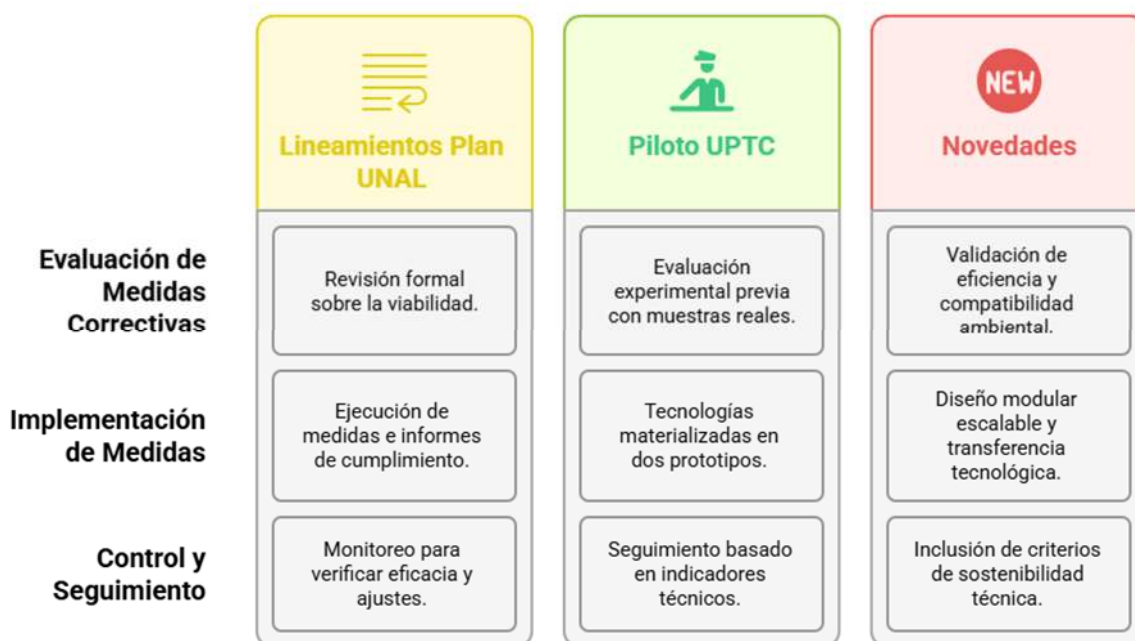 NEW
Lineamientos Plan
UNAL
Piloto UPTC
Novedades
Evaluación de
Medidas
Correctivas
Revisión formal
sobre la viabilidad.
Evaluación
experimental previa
con muestras reales.
Validación de
eficiencia y
compatibilidad
ambiental.
Implementación
de Medidas
Ejecución de
medidas e informes
de cumplimiento.
Tecnologías
materializadas en
dos prototipos.
Diseño modular
escalable y
transferencia
tecnológica.
Control y
Seguimiento
Monitoreo para
verificar eficacia y
ajustes.
Seguimiento basado
en indicadores
técnicos.
Inclusión de criterios
de sostenibilidad
técnica.